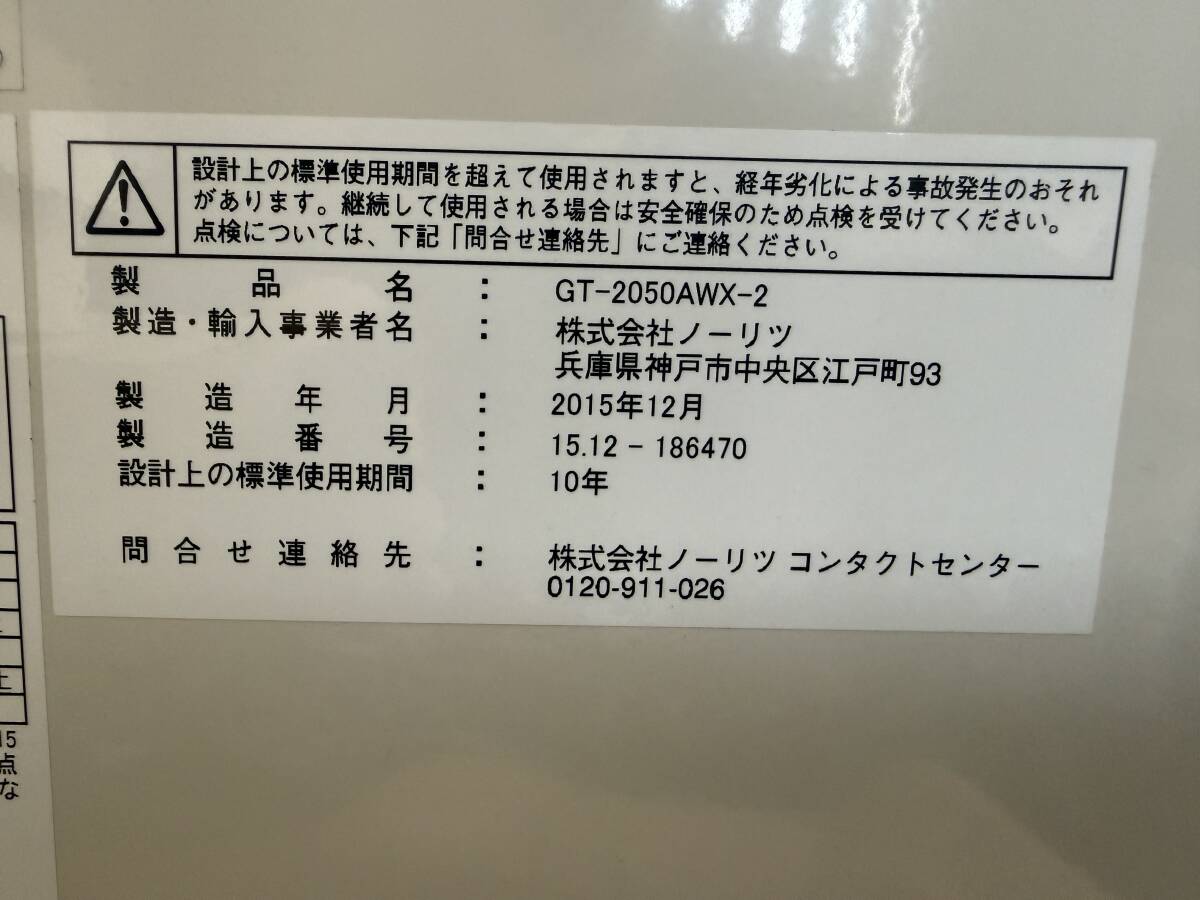 設計上の標準使用期間を超えて使用されますと、経年劣化による事故発生のおそれ
があります。継続して使用される場合は安全確保のため点検を受けてください。
点検については、下記「問合せ連絡先」にご連絡ください。
製品名 : GT-2050AWX-2
製造・輸入事業者名 : 株式会社ノーリツ
兵庫県神戸市中央区江戸町93
製造年月 : 2015年12月
製造番号 : 15.12 - 186470
設計上の標準使用期間 : 10年
問合せ連絡先 : 株式会社ノーリツ コンタクトセンター
0120-911-026
15
点
な